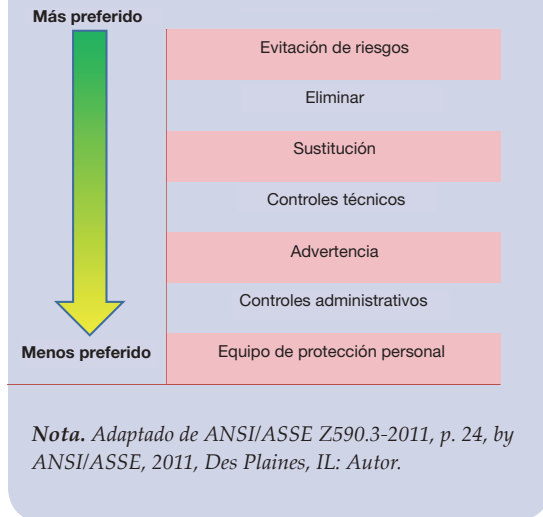 Más preferido
Evitación de riesgos
Eliminar
Sustitución
Controles técnicos
Advertencia
Controles administrativos
Menos preferido
Equipo de protección personal
Nota. Adaptado de ANSI/ASSE Z590.3-2011, p. 24, by
ANSI/ASSE, 2011, Des Plaines, IL: Autor.